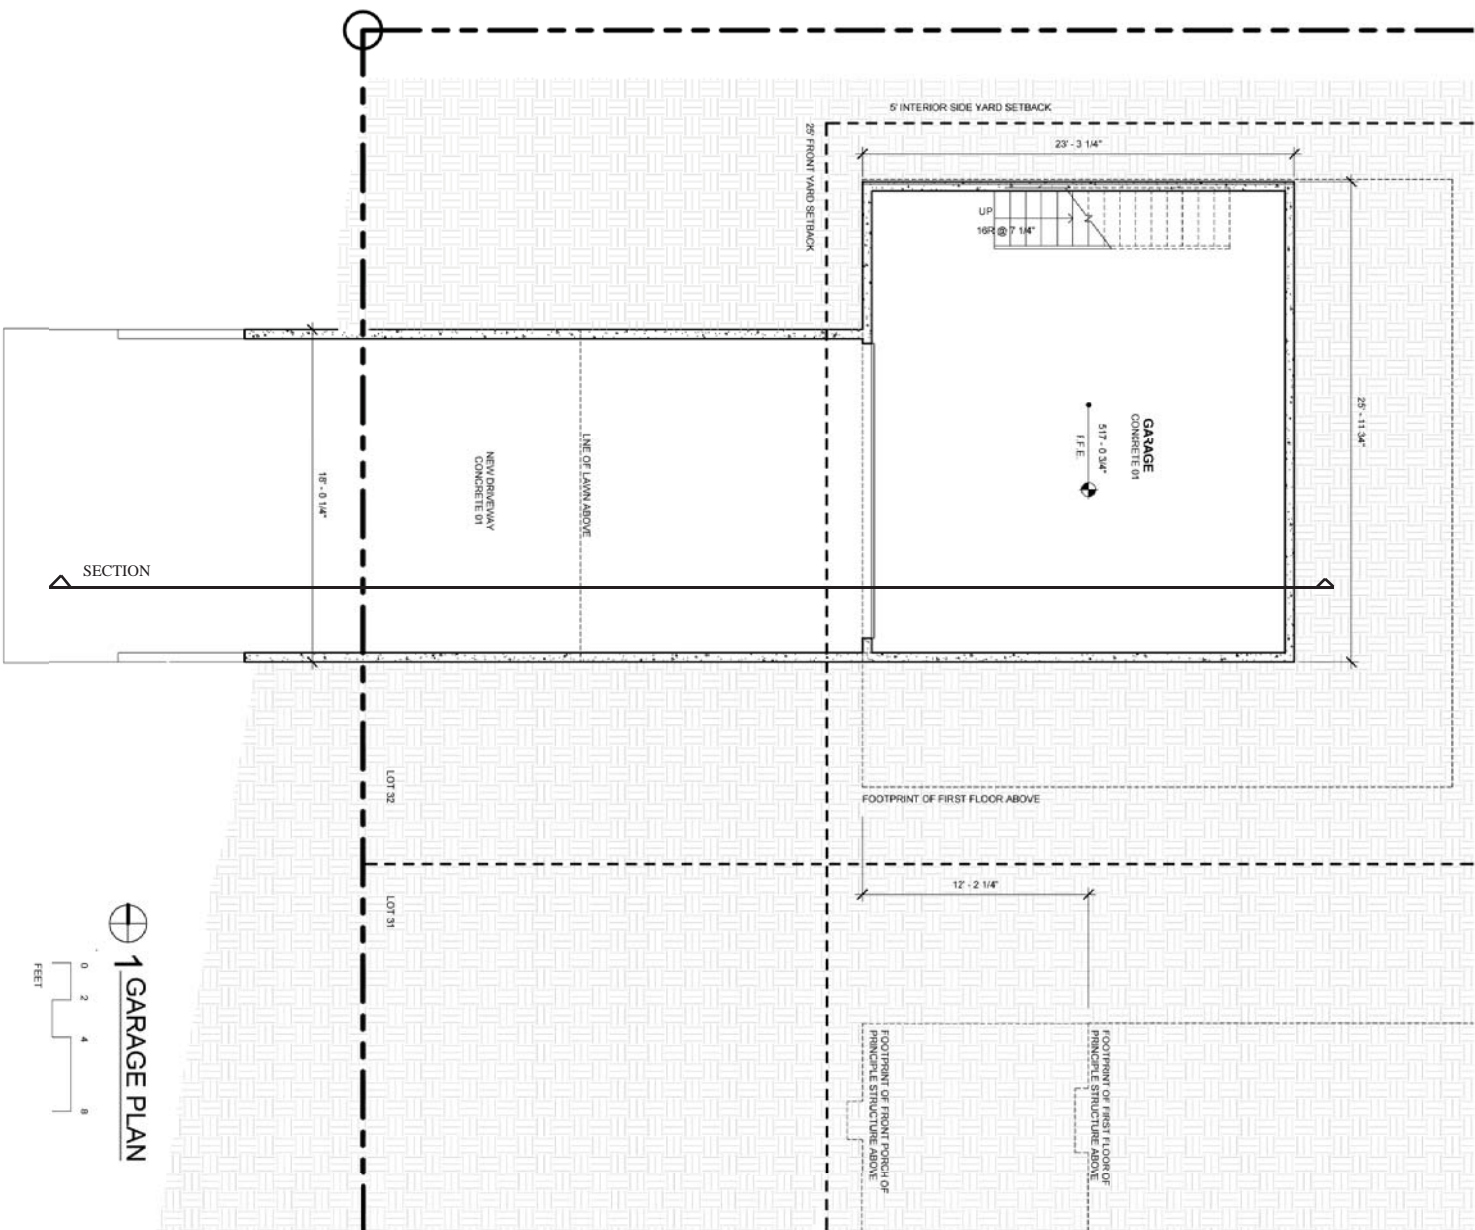 5' INTERIOR SIDE YARD SETBACK
25' FRONT YARD SETBACK
23' - 3 1/4"
UP
16R @ 7 1/4"
25' - 11 3/4"
GARAGE
CONCRETE 01
517' - 0 3/4"
F.F.E.
LINE OF LAWN ABOVE
NEW DRIVEWAY
CONCRETE 01
18' - 0 1/4"
SECTION
LOT 32
FOOTPRINT OF FIRST FLOOR ABOVE
LOT 31
12' - 2 1/4"
FOOTPRINT OF FRONT PORCH OF
PRINCIPLE STRUCTURE ABOVE
FOOTPRINT OF FIRST FLOOR OF
PRINCIPLE STRUCTURE ABOVE
1 GARAGE PLAN
0 2 4 8
FEET